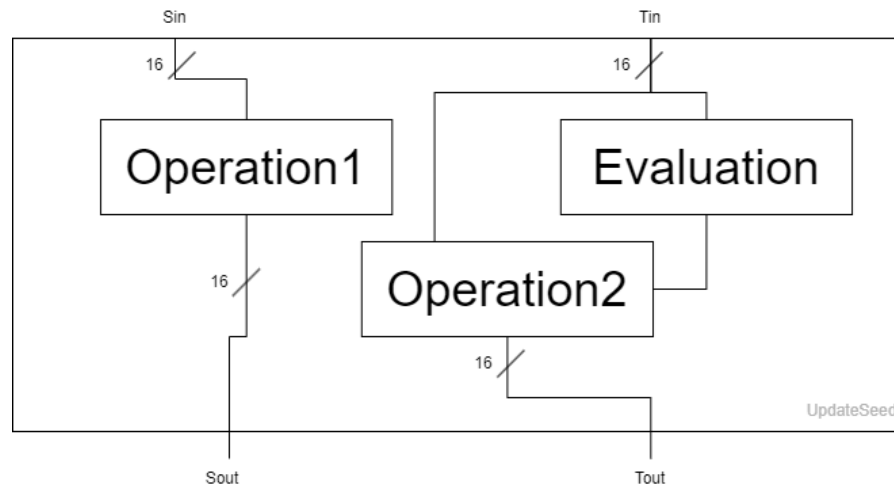 Sin
Tin
16
16
Operation1
Evaluation
16
Operation2
16
UpdateSeed
Sout
Tout